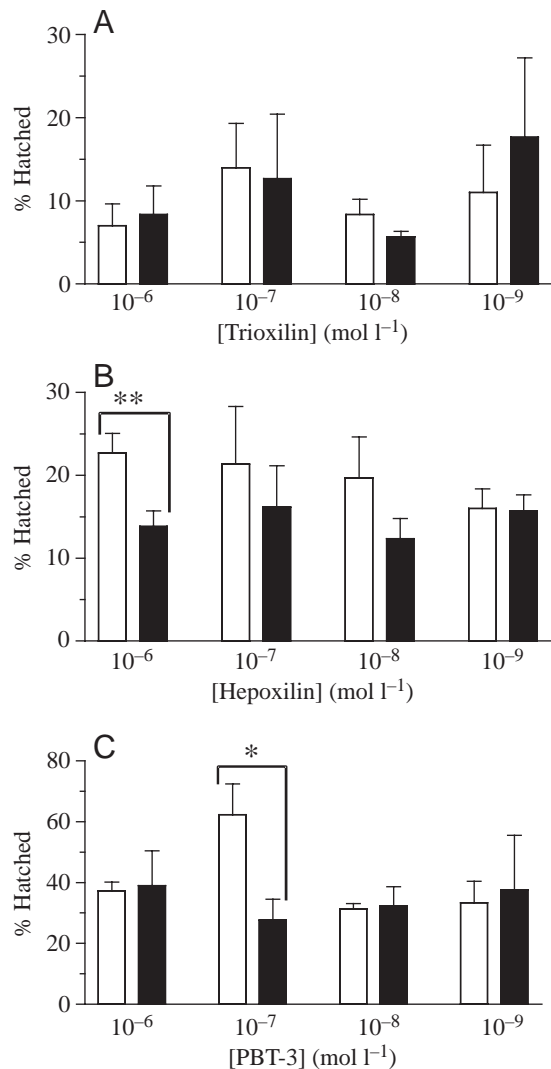 A
30
20
10
0
% Hatched
10⁻⁶ 10⁻⁷ 10⁻⁸ 10⁻⁹
[Trioxilin] (mol l⁻¹)
B
30
20
10
0
% Hatched
**
10⁻⁶ 10⁻⁷ 10⁻⁸ 10⁻⁹
[Hepoxilin] (mol l⁻¹)
C
80
60
40
20
0
% Hatched
*
10⁻⁶ 10⁻⁷ 10⁻⁸ 10⁻⁹
[PBT-3] (mol l⁻¹)